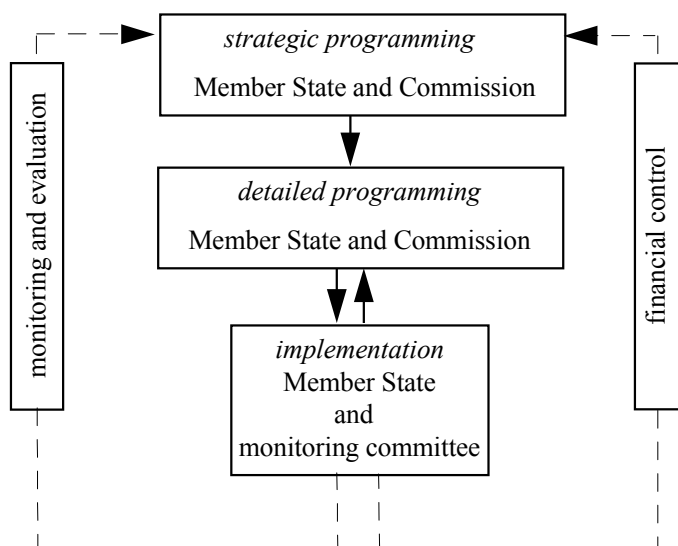 strategic programming
Member State and Commission
monitoring and evaluation
financial control
detailed programming
Member State and Commission
implementation
Member State
and
monitoring committee